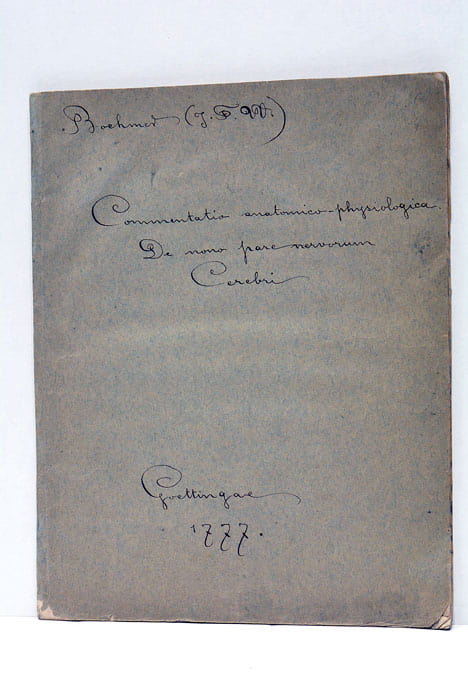 Boehmer (J. F. W.)
Commentatio anatomico-physiologica.
De nono pare nervorum
Cerebri
Goettingae
1777.